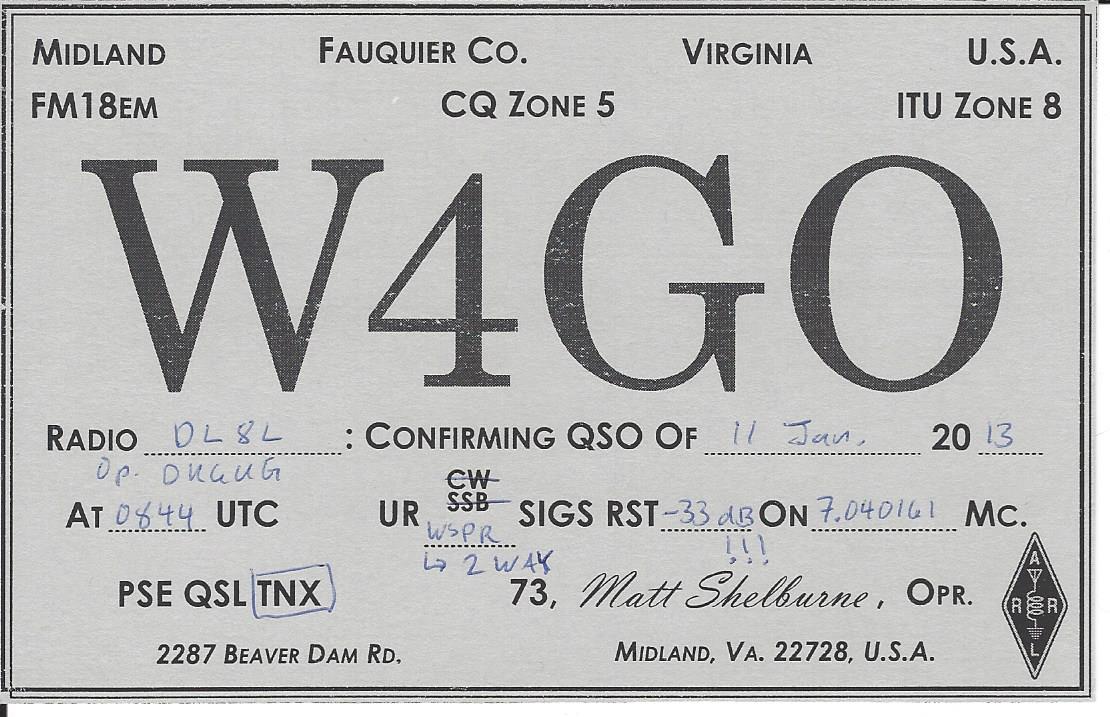 MIDLAND FAUQUIER CO. VIRGINIA U.S.A.
FM18EM CQ ZONE 5 ITU ZONE 8
W4GO
RADIO DL8L : CONFIRMING QSO OF 11 Jan. 2013
Op.
CW
SSB
AT 0844 UTC UR WSPR SIGS RST -33 dB ON 7.040161 MC.
↳ 2 WAY !!!
PSE QSL TNX 73, Matt Shelburne, OPR.
A R R L
2287 BEAVER DAM RD. MIDLAND, VA. 22728, U.S.A.